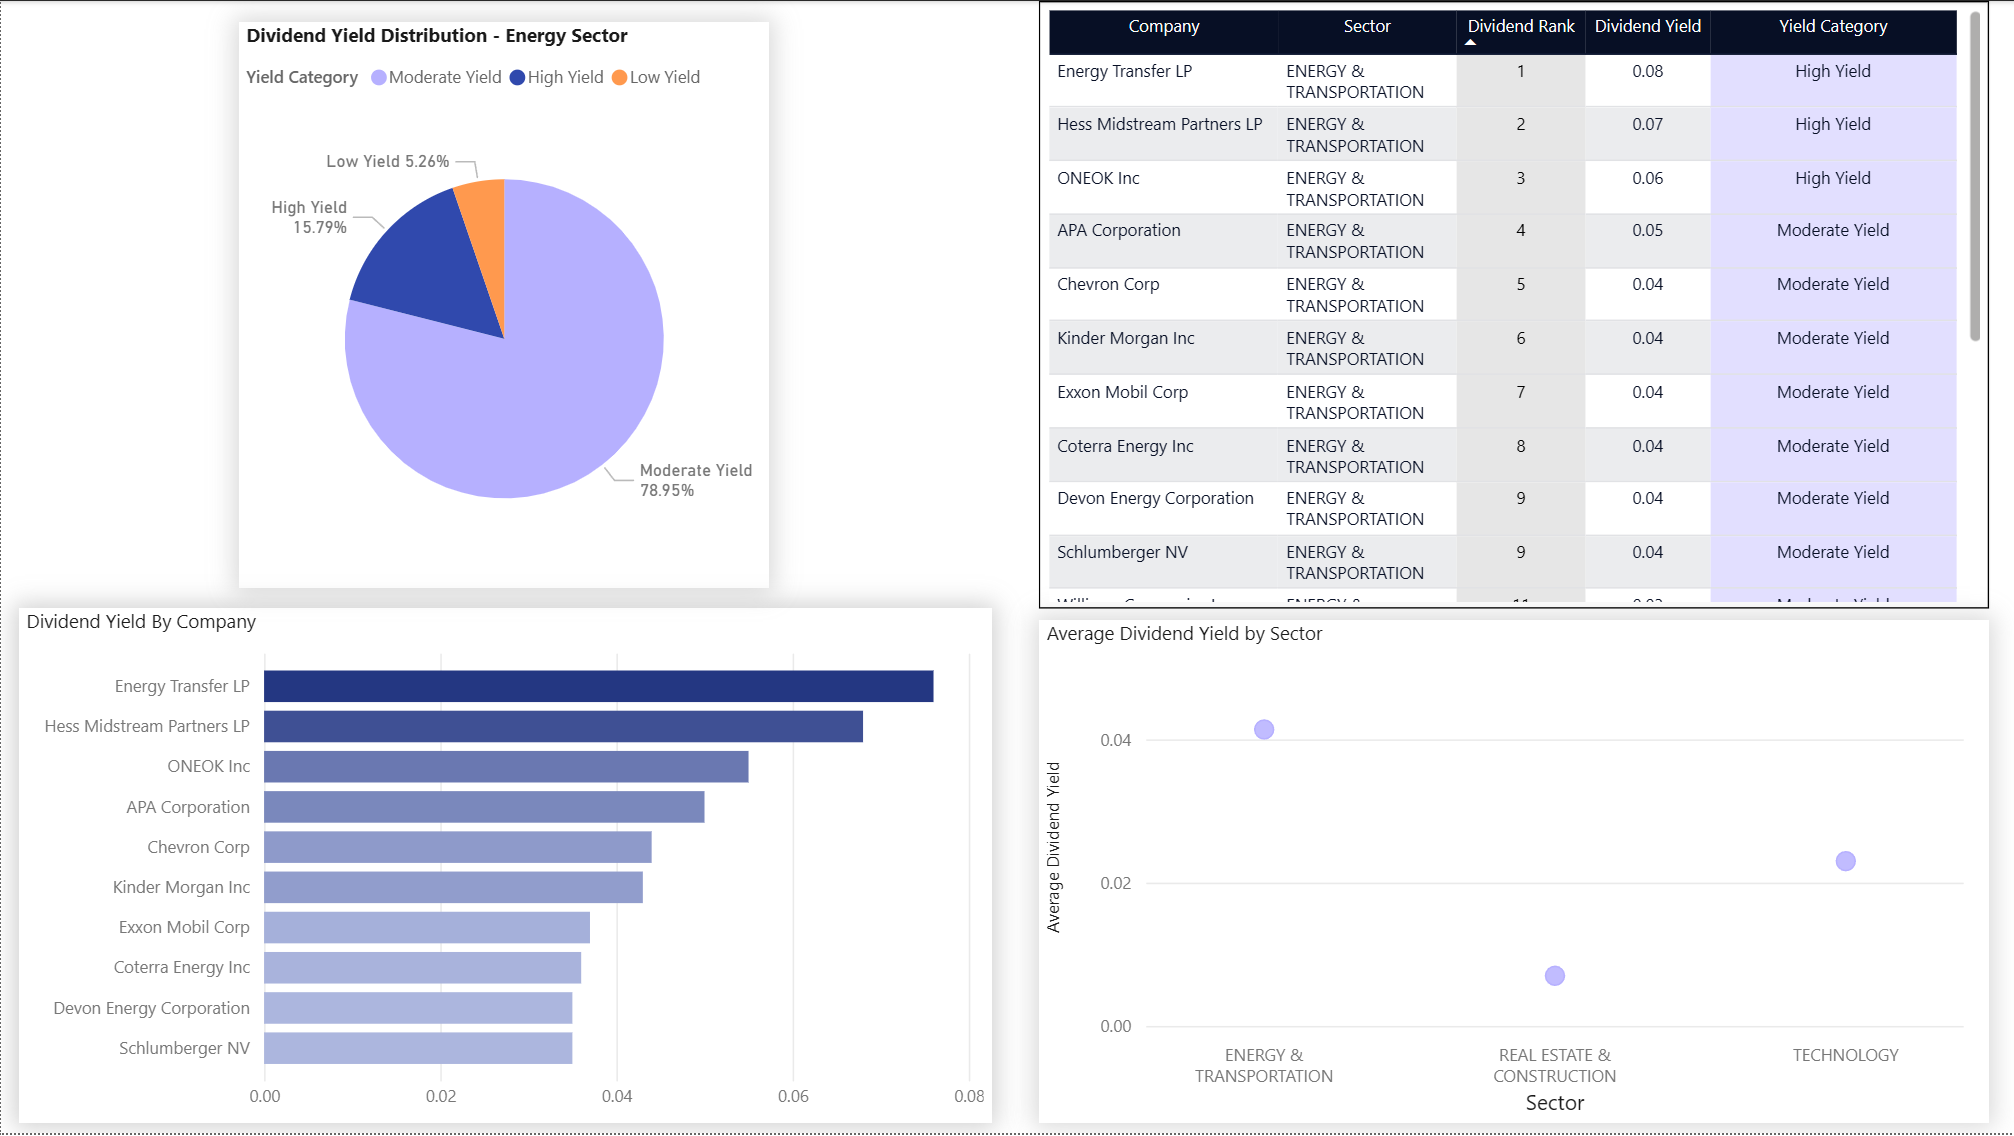 Dividend Yield Distribution - Energy Sector
Yield Category Moderate Yield High Yield Low Yield
Low Yield 5.26%
High Yield
15.79%
Moderate Yield
78.95%
Company Sector Dividend Rank Dividend Yield Yield Category
Energy Transfer LP ENERGY & 1 0.08 High Yield
TRANSPORTATION
Hess Midstream Partners LP ENERGY & 2 0.07 High Yield
TRANSPORTATION
ONEOK Inc ENERGY & 3 0.06 High Yield
TRANSPORTATION
APA Corporation ENERGY & 4 0.05 Moderate Yield
TRANSPORTATION
Chevron Corp ENERGY & 5 0.04 Moderate Yield
TRANSPORTATION
Kinder Morgan Inc ENERGY & 6 0.04 Moderate Yield
TRANSPORTATION
Exxon Mobil Corp ENERGY & 7 0.04 Moderate Yield
TRANSPORTATION
Coterra Energy Inc ENERGY & 8 0.04 Moderate Yield
TRANSPORTATION
Devon Energy Corporation ENERGY & 9 0.04 Moderate Yield
TRANSPORTATION
Schlumberger NV ENERGY & 9 0.04 Moderate Yield
TRANSPORTATION
Dividend Yield By Company
Energy Transfer LP
Hess Midstream Partners LP
ONEOK Inc
APA Corporation
Chevron Corp
Kinder Morgan Inc
Exxon Mobil Corp
Coterra Energy Inc
Devon Energy Corporation
Schlumberger NV
0.00 0.02 0.04 0.06 0.08
Average Dividend Yield by Sector
Average Dividend Yield
0.04
0.02
0.00
ENERGY & REAL ESTATE & TECHNOLOGY
TRANSPORTATION CONSTRUCTION
Sector